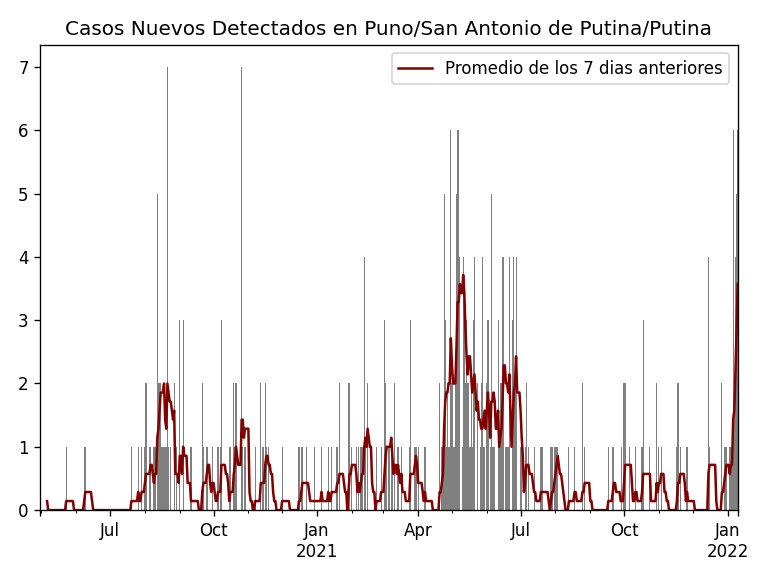 Casos Nuevos Detectados en Puno/San Antonio de Putina/Putina
Promedio de los 7 dias anteriores
7
6
5
4
3
2
1
0
Jul
Oct
Jan
2021
Apr
Jul
Oct
Jan
2022